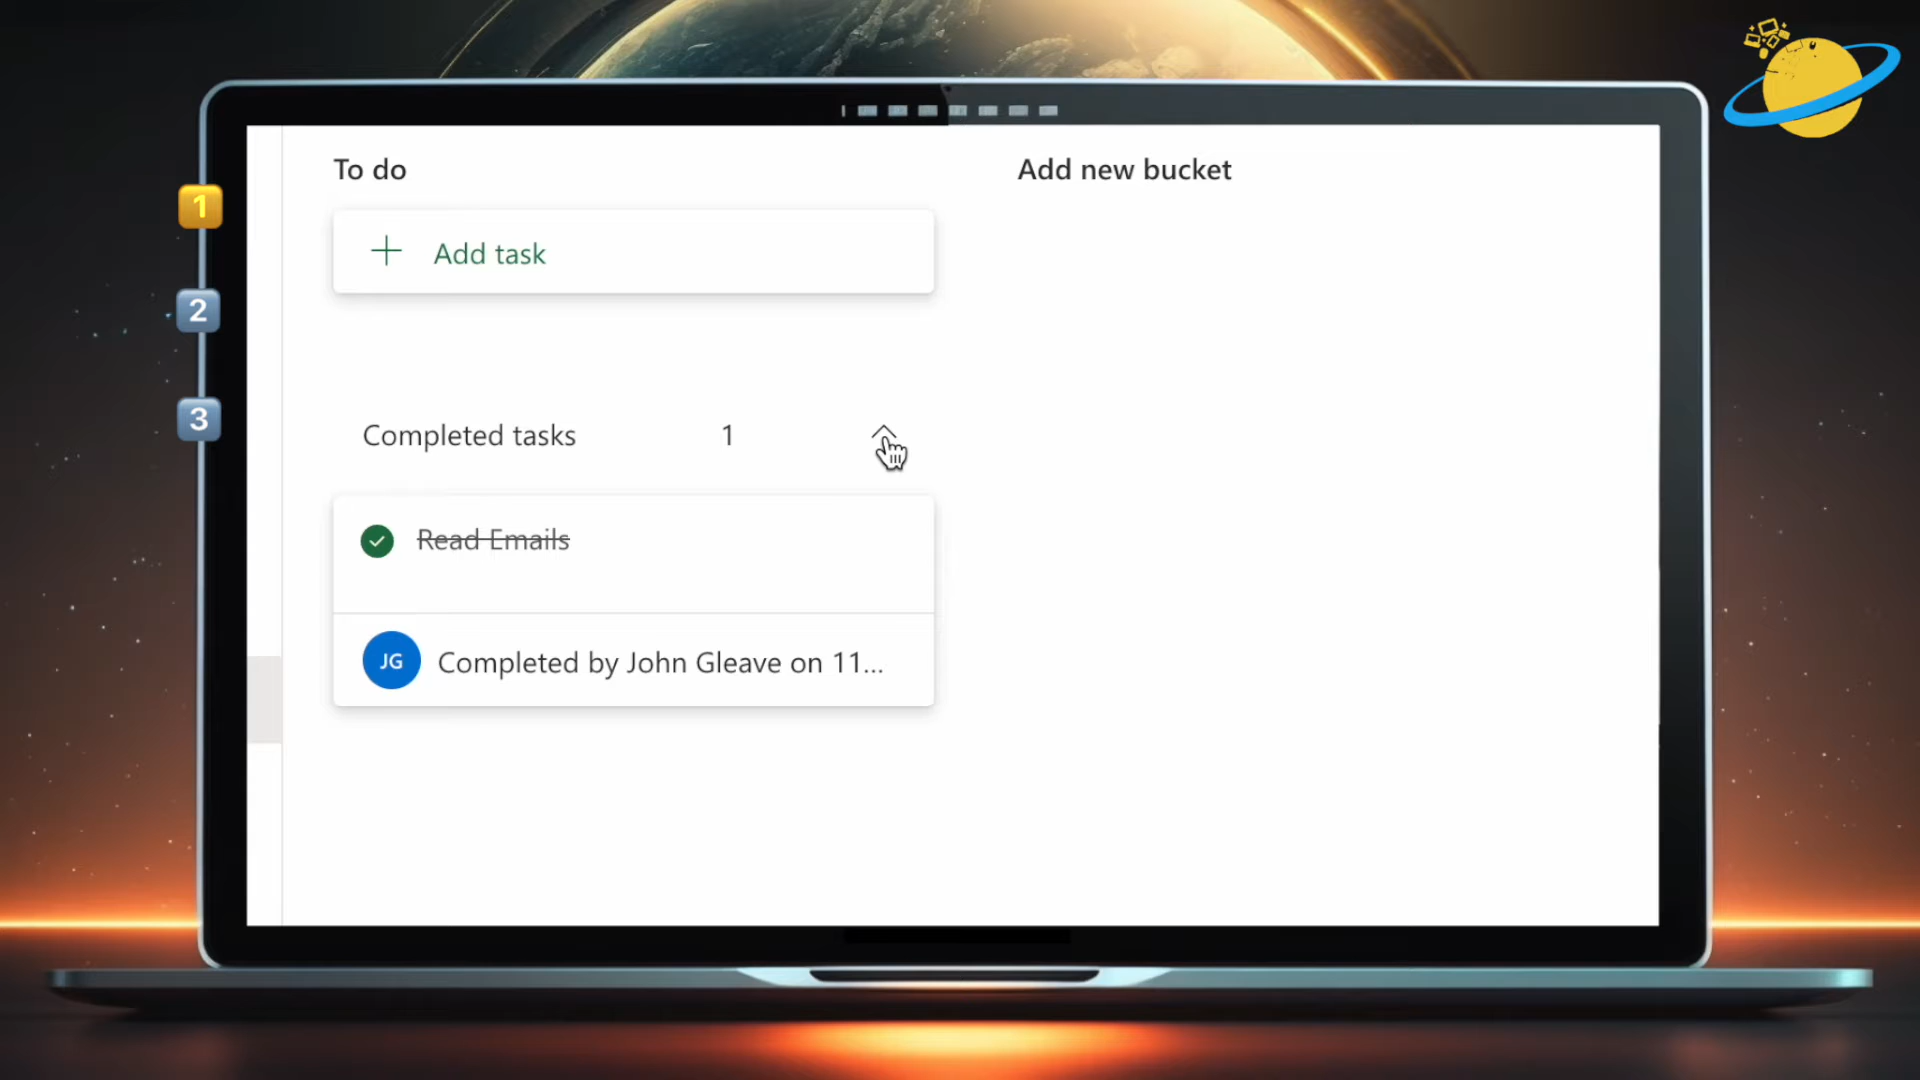 To do
Add new bucket
1
Add task
2
Completed tasks
1
3
Read Emails
JG
Completed by John Gleave on 11...